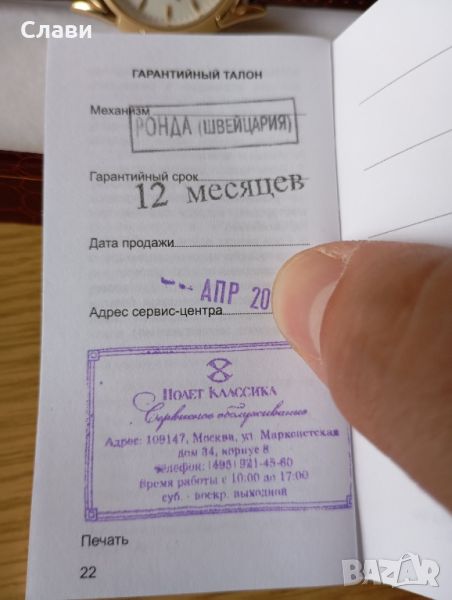 Слави
ГАРАНТИЙНЫЙ ТАЛОН
Механизм
РОНДА (ШВЕЙЦАРИЯ)
Гарантийный срок
12 месяцев
Дата продажи
АПР 20
Адрес сервис-центра
ПОЛЕТ КЛАССИКА
Сервисное обслуживание
Адрес: 109147, Москва, ул. Марксистская
дом 34, корпус 8
телефон: (495) 921-45-60
Время работы с 10:00 до 17:00
суб. - воскр. выходной
Печать
22
BAZAR